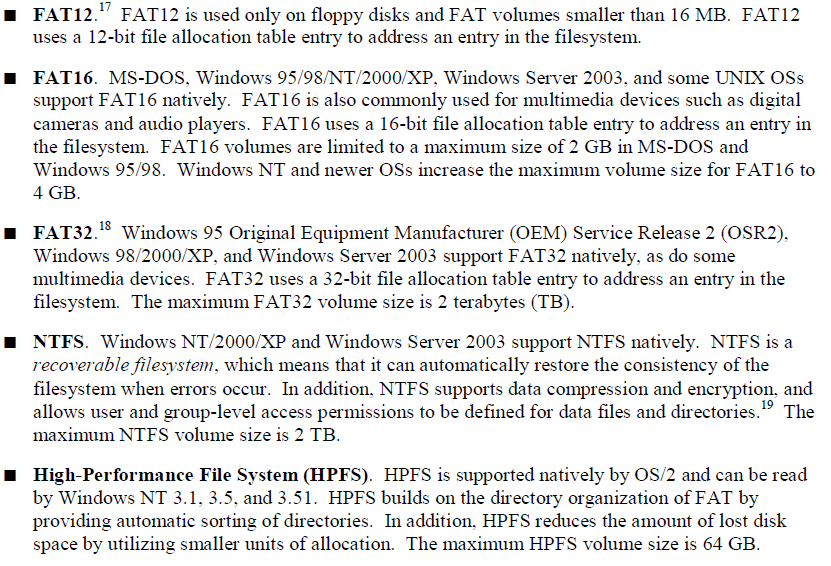 ■ FAT12.17 FAT12 is used only on floppy disks and FAT volumes smaller than 16 MB. FAT12
uses a 12-bit file allocation table entry to address an entry in the filesystem.
■ FAT16. MS-DOS, Windows 95/98/NT/2000/XP, Windows Server 2003, and some UNIX OSs
support FAT16 natively. FAT16 is also commonly used for multimedia devices such as digital
cameras and audio players. FAT16 uses a 16-bit file allocation table entry to address an entry in
the filesystem. FAT16 volumes are limited to a maximum size of 2 GB in MS-DOS and
Windows 95/98. Windows NT and newer OSs increase the maximum volume size for FAT16 to
4 GB.
■ FAT32.18 Windows 95 Original Equipment Manufacturer (OEM) Service Release 2 (OSR2),
Windows 98/2000/XP, and Windows Server 2003 support FAT32 natively, as do some
multimedia devices. FAT32 uses a 32-bit file allocation table entry to address an entry in the
filesystem. The maximum FAT32 volume size is 2 terabytes (TB).
■ NTFS. Windows NT/2000/XP and Windows Server 2003 support NTFS natively. NTFS is a
recoverable filesystem, which means that it can automatically restore the consistency of the
filesystem when errors occur. In addition, NTFS supports data compression and encryption, and
allows user and group-level access permissions to be defined for data files and directories.19 The
maximum NTFS volume size is 2 TB.
■ High-Performance File System (HPFS). HPFS is supported natively by OS/2 and can be read
by Windows NT 3.1, 3.5, and 3.51. HPFS builds on the directory organization of FAT by
providing automatic sorting of directories. In addition, HPFS reduces the amount of lost disk
space by utilizing smaller units of allocation. The maximum HPFS volume size is 64 GB.